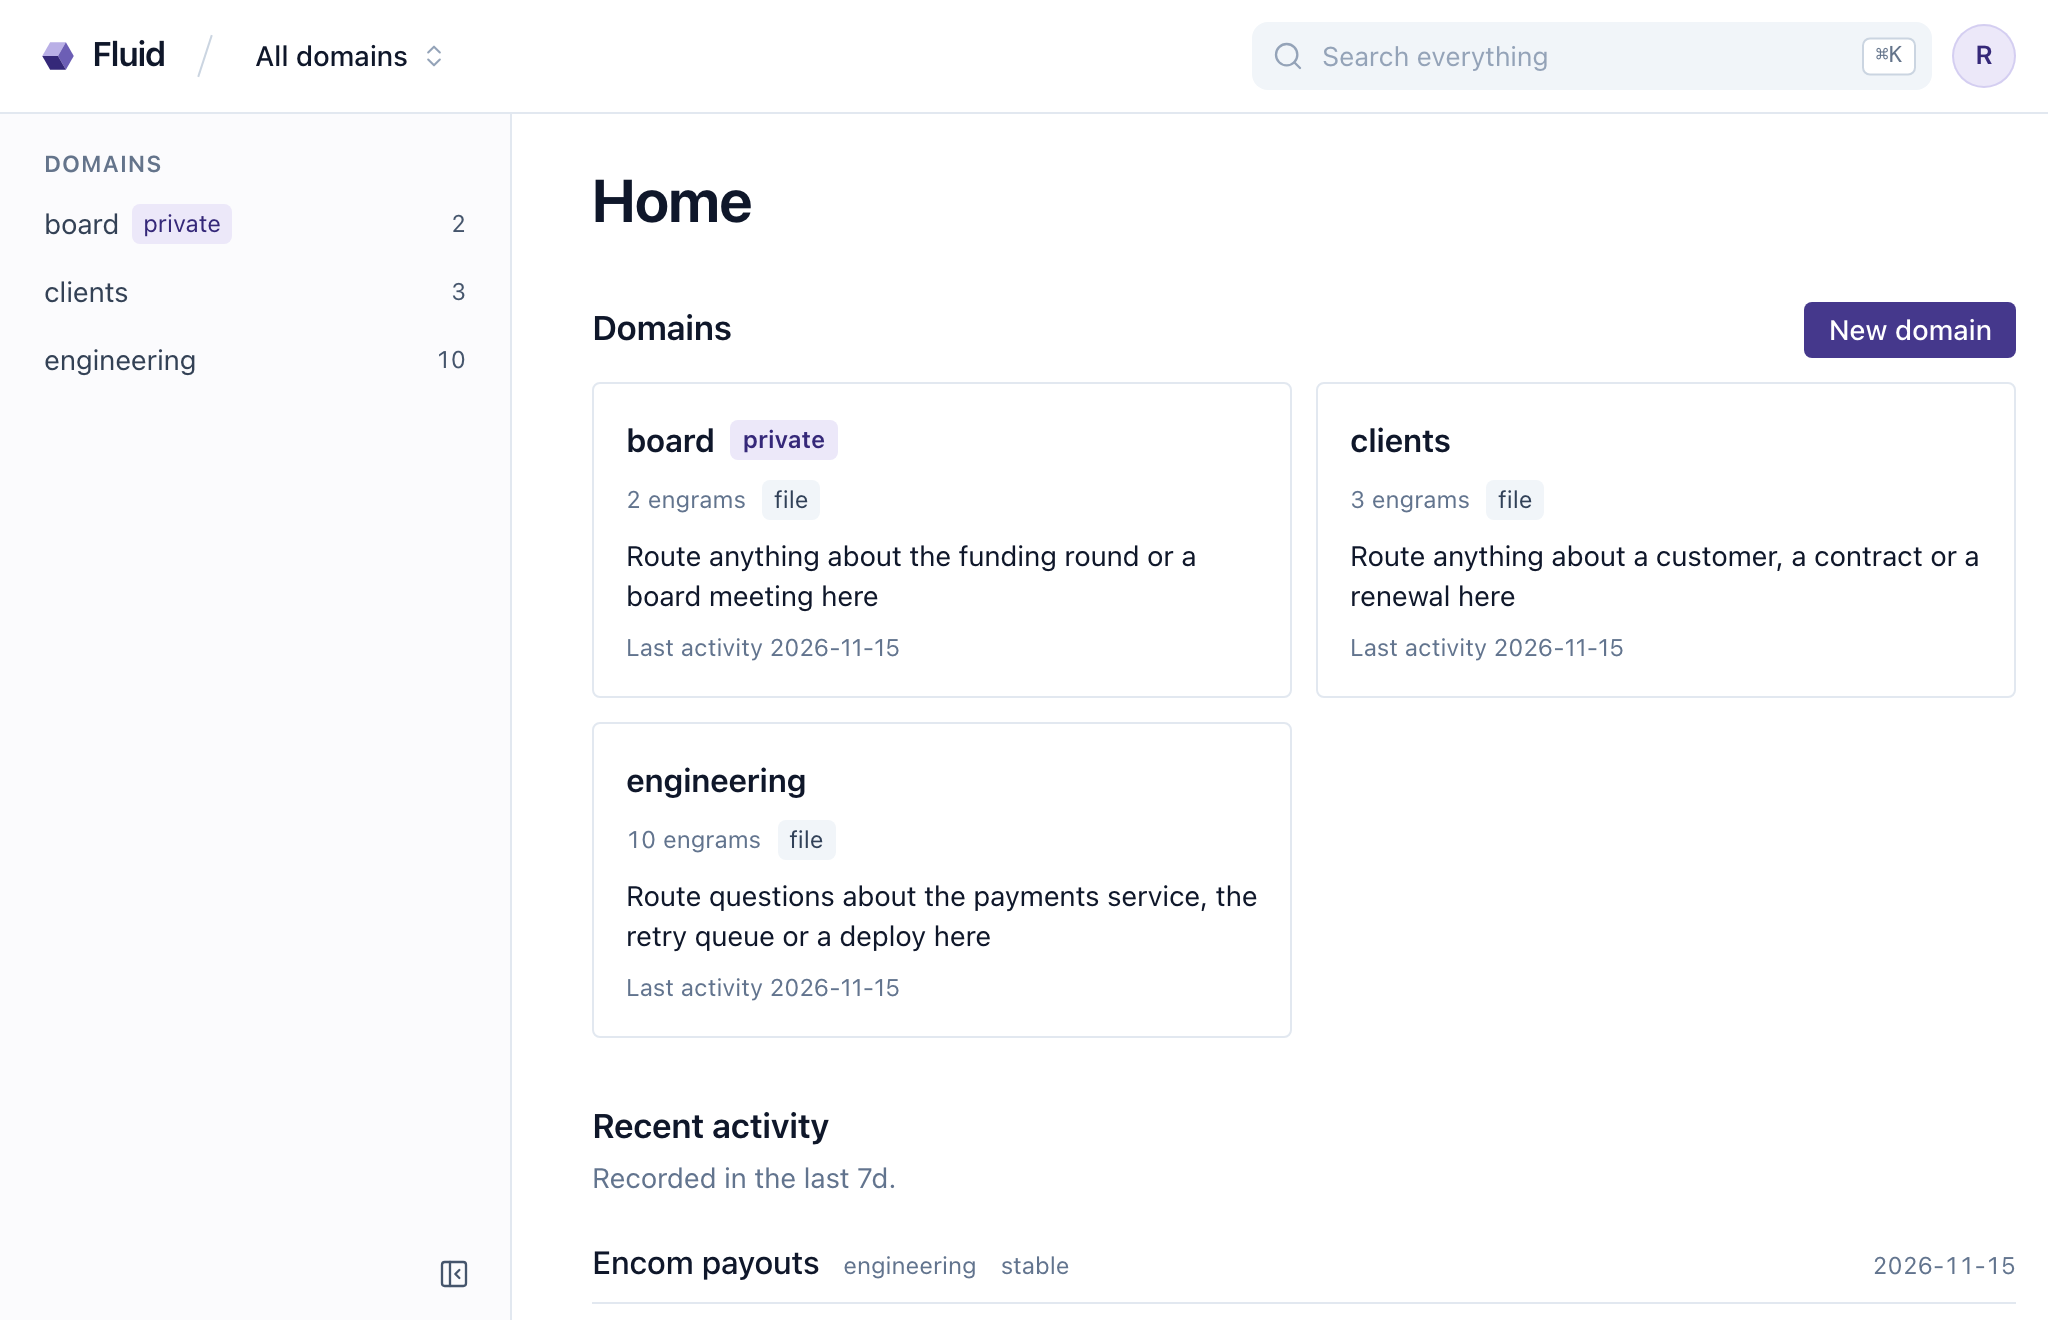 Fluid
All domains
Search everything
⌘K
R
DOMAINS
board private 2
clients 3
engineering 10
Home
Domains
New domain
board private
2 engrams file
Route anything about the funding round or a
board meeting here
Last activity 2026-11-15
clients
3 engrams file
Route anything about a customer, a contract or a
renewal here
Last activity 2026-11-15
engineering
10 engrams file
Route questions about the payments service, the
retry queue or a deploy here
Last activity 2026-11-15
Recent activity
Recorded in the last 7d.
Encom payouts engineering stable 2026-11-15